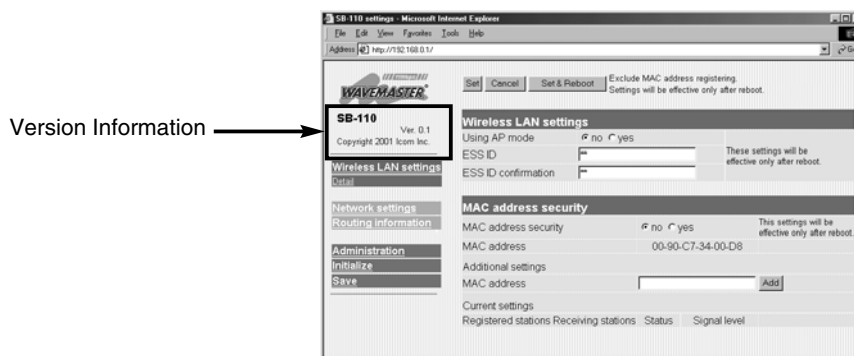 SB-110 settings - Microsoft Internet Explorer
File Edit View Favorites Tools Help
Address http://192.168.0.1/
WAVEMASTER
Set Cancel Set & Reboot Exclude MAC address registering.
Settings will be effective only after reboot.
Version Information
SB-110
Ver. 0.1
Copyright 2001 Icom Inc.
Wireless LAN settings
Detail
Network settings
Routing information
Administration
Initialize
Save
Wireless LAN settings
Using AP mode no yes
ESS ID
ESS ID confirmation
These settings will be
effective only after reboot.
MAC address security
MAC address security no yes
This settings will be
effective only after reboot.
MAC address 00-90-C7-34-00-D8
Additional settings
MAC address Add
Current settings
Registered stations Receiving stations Status Signal level